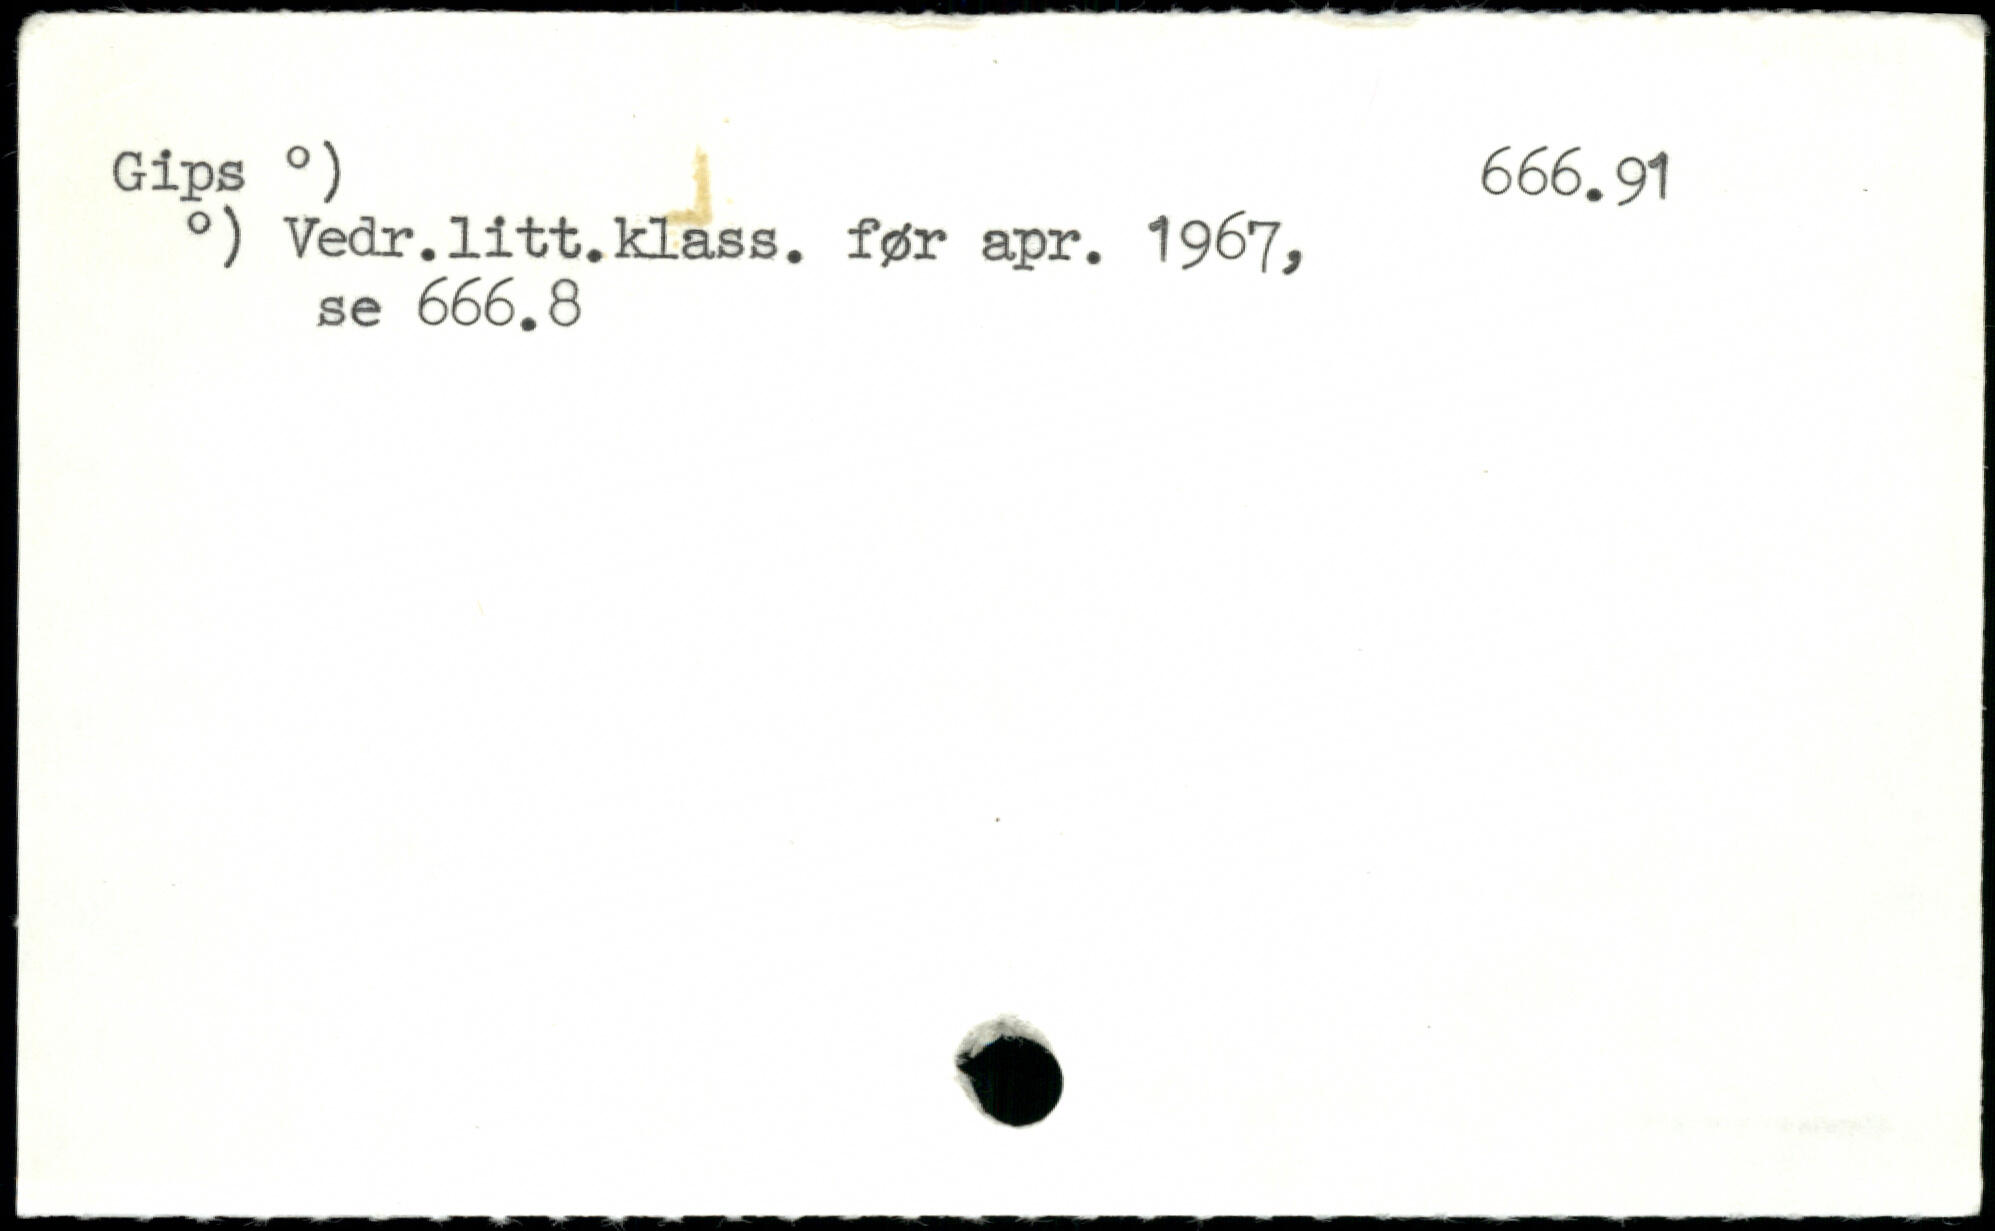 Gips °) 666.91
°) Vedr.litt.klass. før apr. 1967,
se 666.8